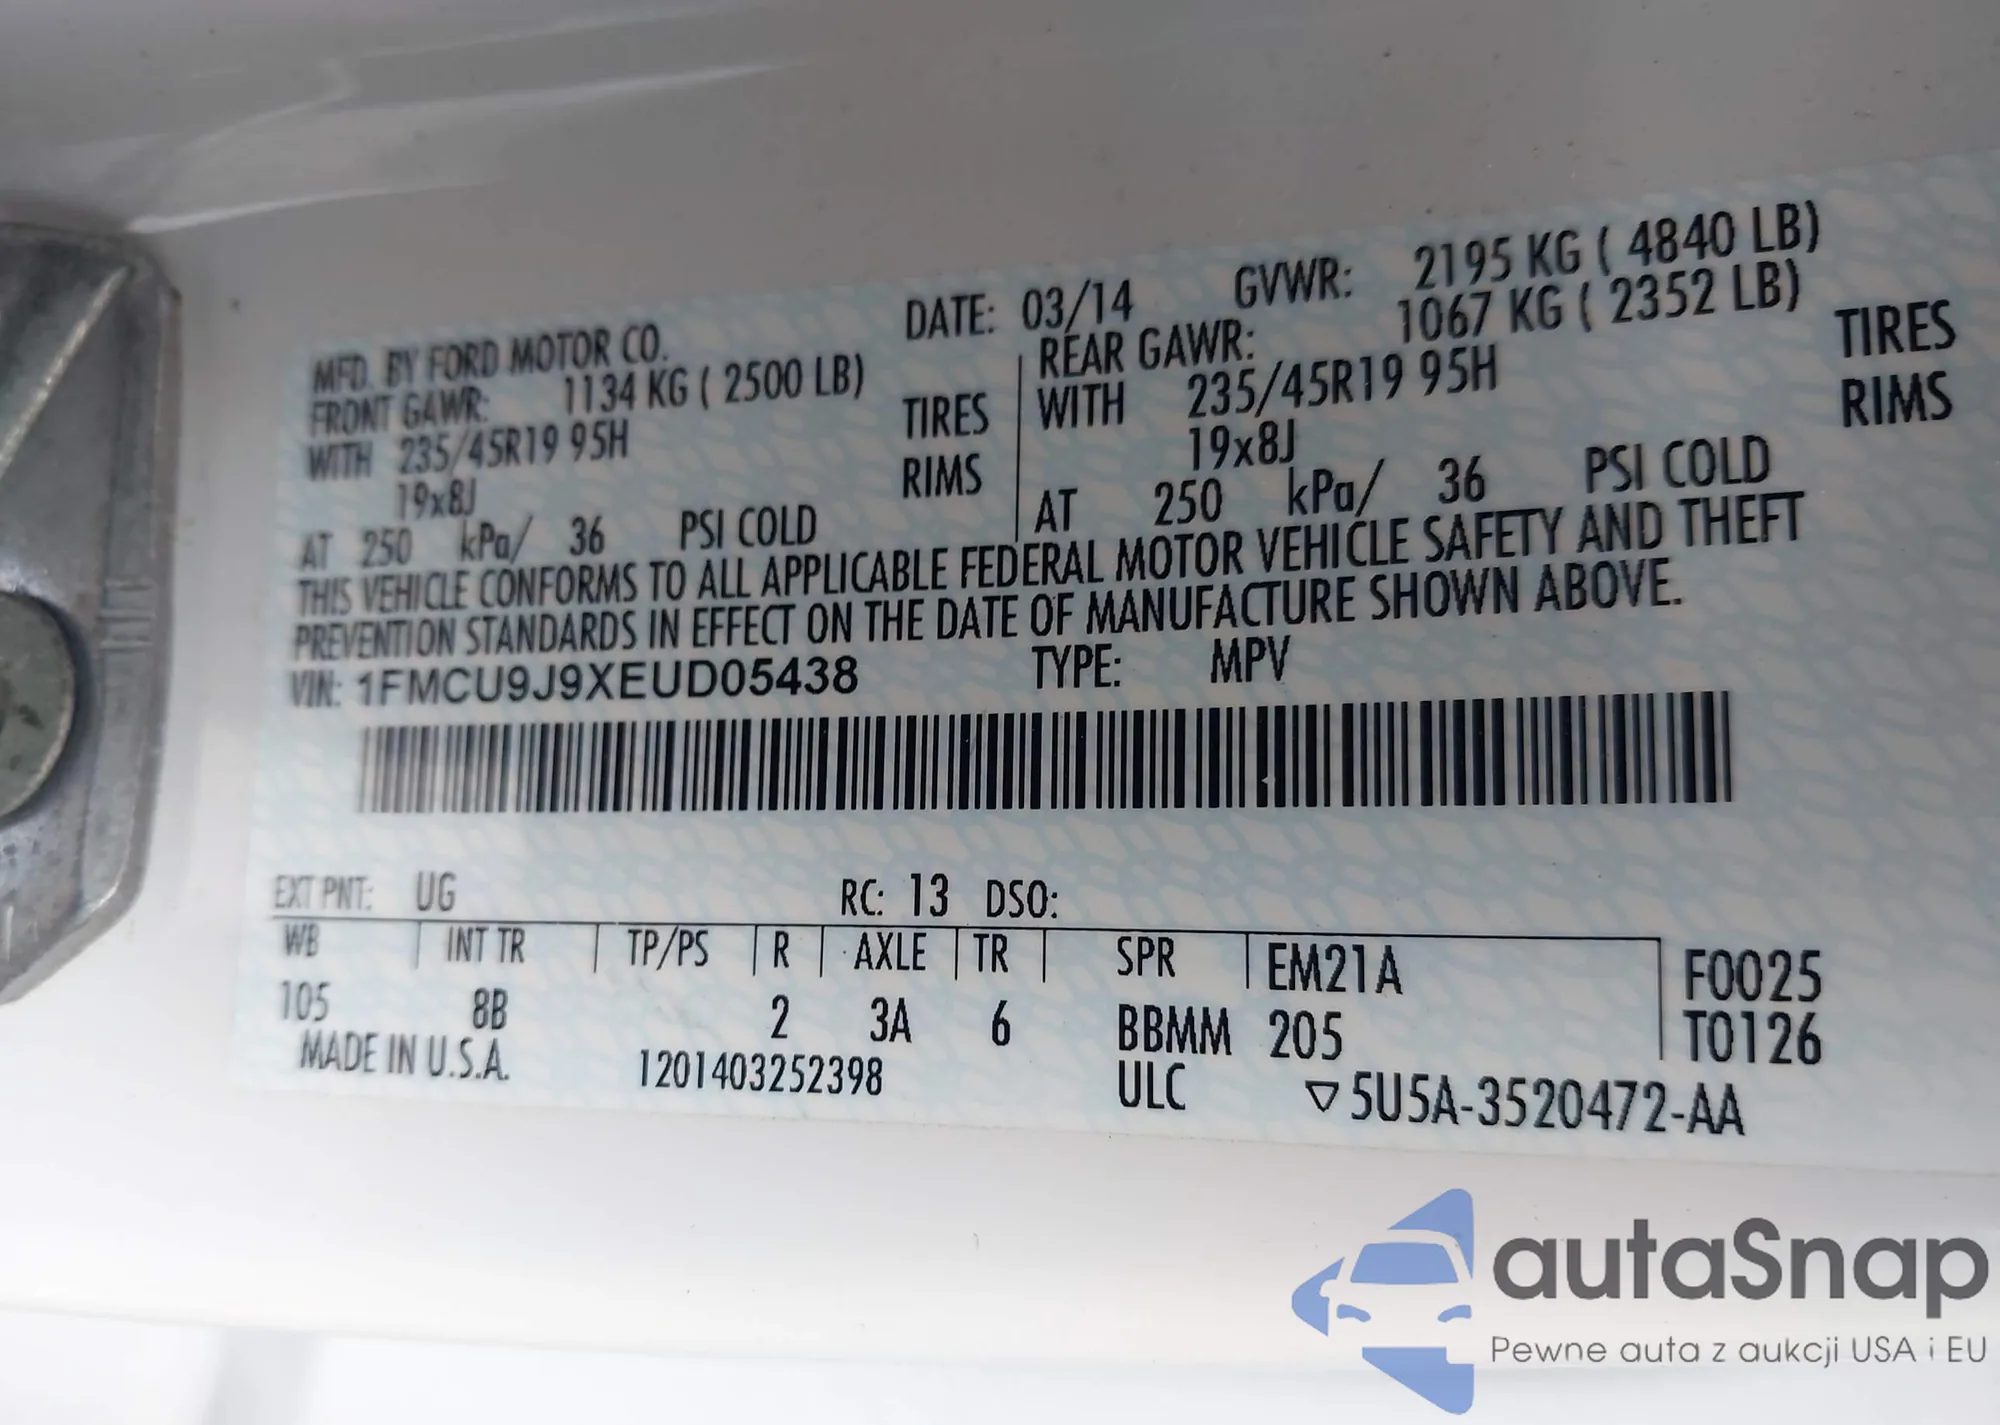 MFD. BY FORD MOTOR CO. DATE: 03/14 GVWR: 2195 KG ( 4840 LB)
FRONT GAWR: 1134 KG ( 2500 LB) REAR GAWR: 1067 KG ( 2352 LB)
WITH 235/45R19 95H TIRES WITH 235/45R19 95H TIRES
19x8J RIMS 19x8J RIMS
AT 250 kPa/ 36 PSI COLD AT 250 kPa/ 36 PSI COLD
THIS VEHICLE CONFORMS TO ALL APPLICABLE FEDERAL MOTOR VEHICLE SAFETY AND THEFT
PREVENTION STANDARDS IN EFFECT ON THE DATE OF MANUFACTURE SHOWN ABOVE.
VIN: 1FMCU9J9XEUD05438 TYPE: MPV
EXT PNT: UG RC: 13 DSO:
WB INT TR TP/PS R AXLE TR SPR EM21A F0025
105 8B 2 3A 6 BBMM 205 T0126
MADE IN U.S.A. 1201403252398 ULC ▽5U5A-3520472-AA
autaSnap
Pewne auta z aukcji USA i EU